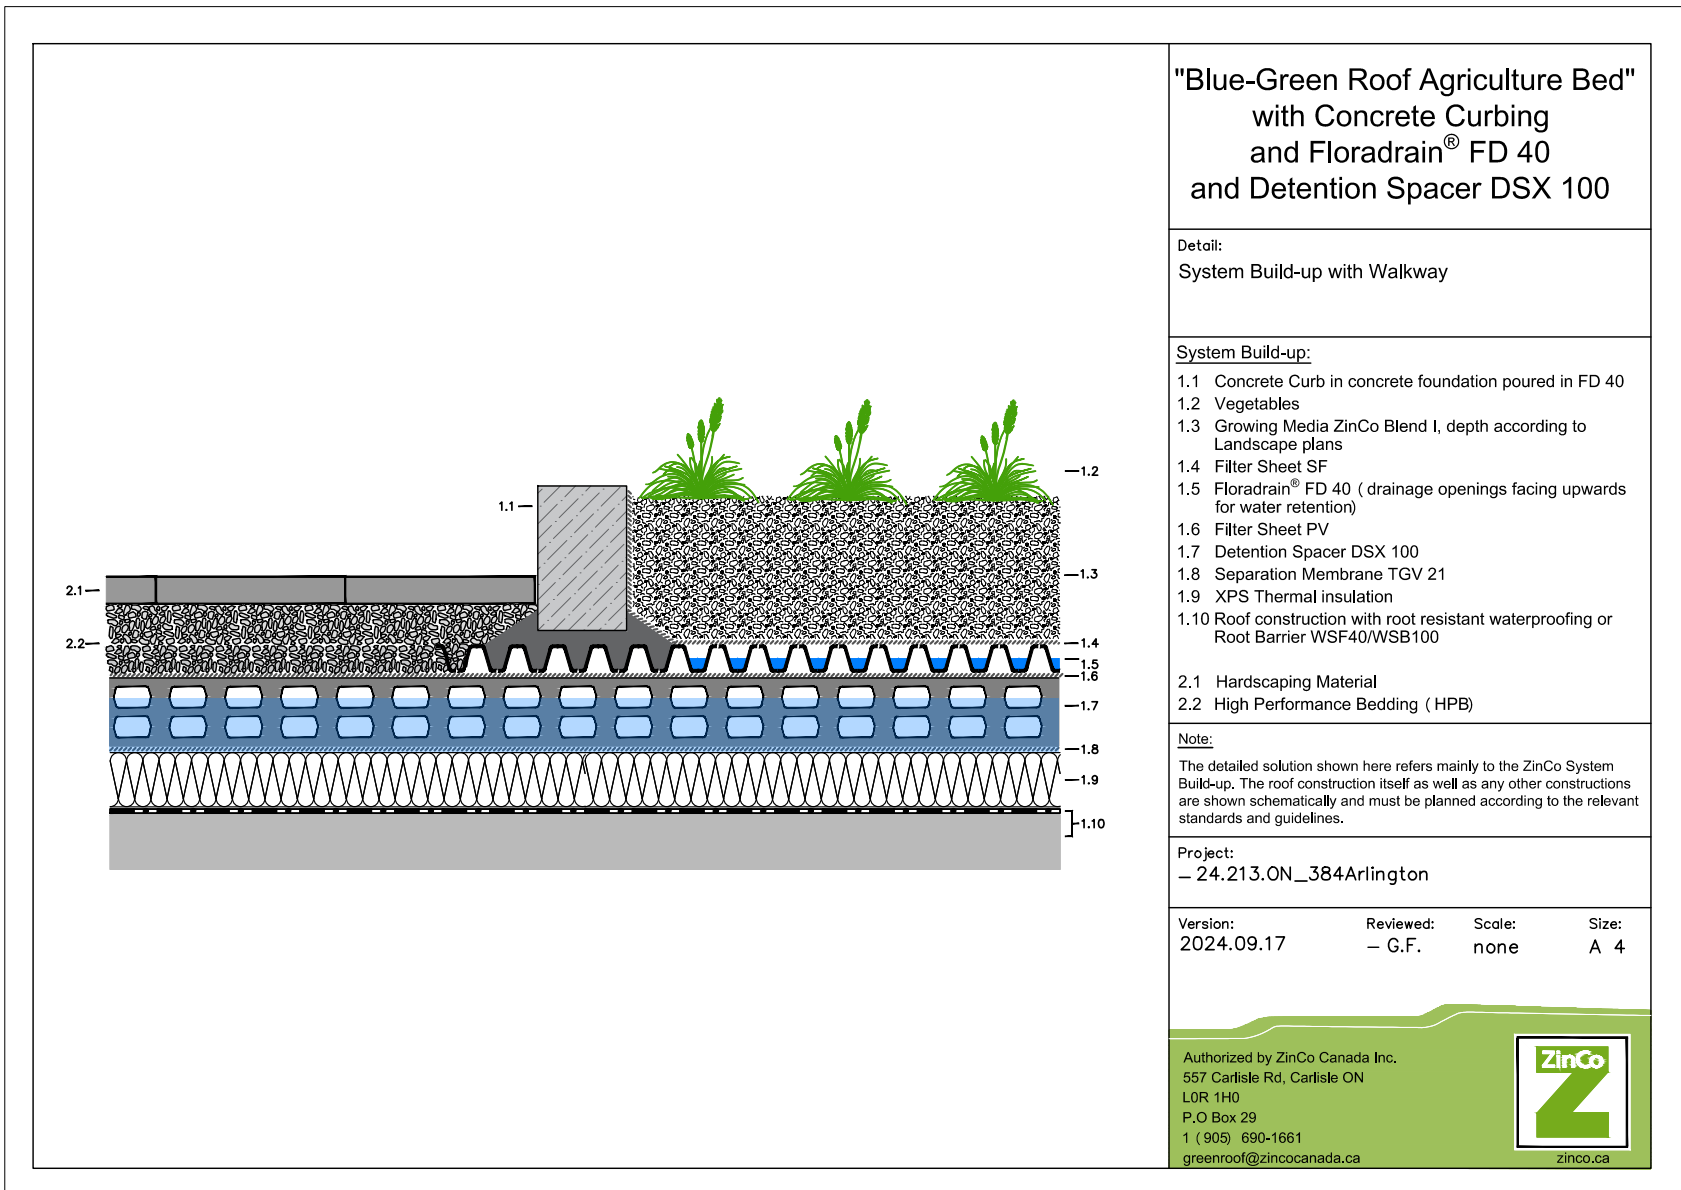 "Blue-Green Roof Agriculture Bed"
with Concrete Curbing
and Floradrain® FD 40
and Detention Spacer DSX 100
Detail:
System Build-up with Walkway
System Build-up:
1.1 Concrete Curb in concrete foundation poured in FD 40
1.2 Vegetables
1.3 Growing Media ZinCo Blend I, depth according to
Landscape plans
1.4 Filter Sheet SF
1.5 Floradrain® FD 40 ( drainage openings facing upwards
for water retention)
1.6 Filter Sheet PV
1.7 Detention Spacer DSX 100
1.8 Separation Membrane TGV 21
1.9 XPS Thermal insulation
1.10 Roof construction with root resistant waterproofing or
Root Barrier WSF40/WSB100
2.1 Hardscaping Material
2.2 High Performance Bedding ( HPB)
Note:
The detailed solution shown here refers mainly to the ZinCo System
Build-up. The roof construction itself as well as any other constructions
are shown schematically and must be planned according to the relevant
standards and guidelines.
Project:
– 24.213.ON_384Arlington
Version: Reviewed: Scale: Size:
2024.09.17 – G.F. none A 4
Authorized by ZinCo Canada Inc.
557 Carlisle Rd, Carlisle ON
L0R 1H0
P.O Box 29
1 ( 905) 690-1661
greenroof@zincocanada.ca
ZinCo
Z
zinco.ca
1.1
2.1
2.2
1.2
1.3
1.4
1.5
1.6
1.7
1.8
1.9
1.10